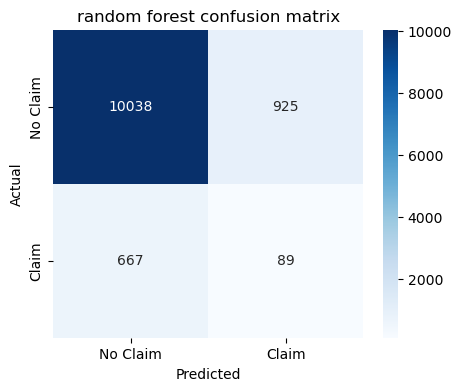 random forest confusion matrix
No Claim
10038
925
Claim
667
89
No Claim
Claim
Actual
Predicted
10000
8000
6000
4000
2000